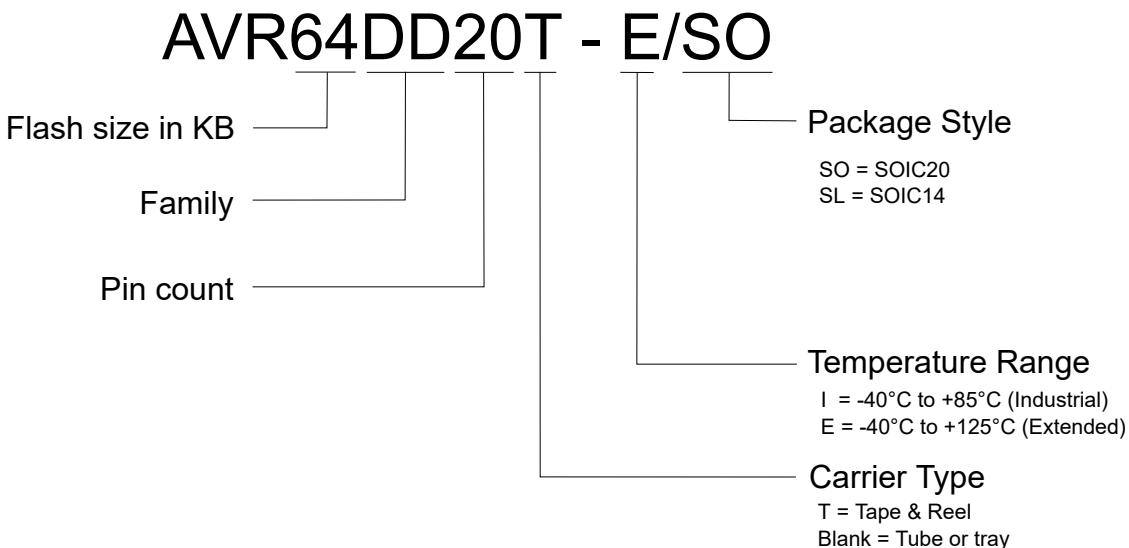 AVR64DD20T - E/SO
Flash size in KB
Family
Pin count
Package Style
SO = SOIC20
SL = SOIC14
Temperature Range
I = -40°C to +85°C (Industrial)
E = -40°C to +125°C (Extended)
Carrier Type
T = Tape & Reel
Blank = Tube or tray